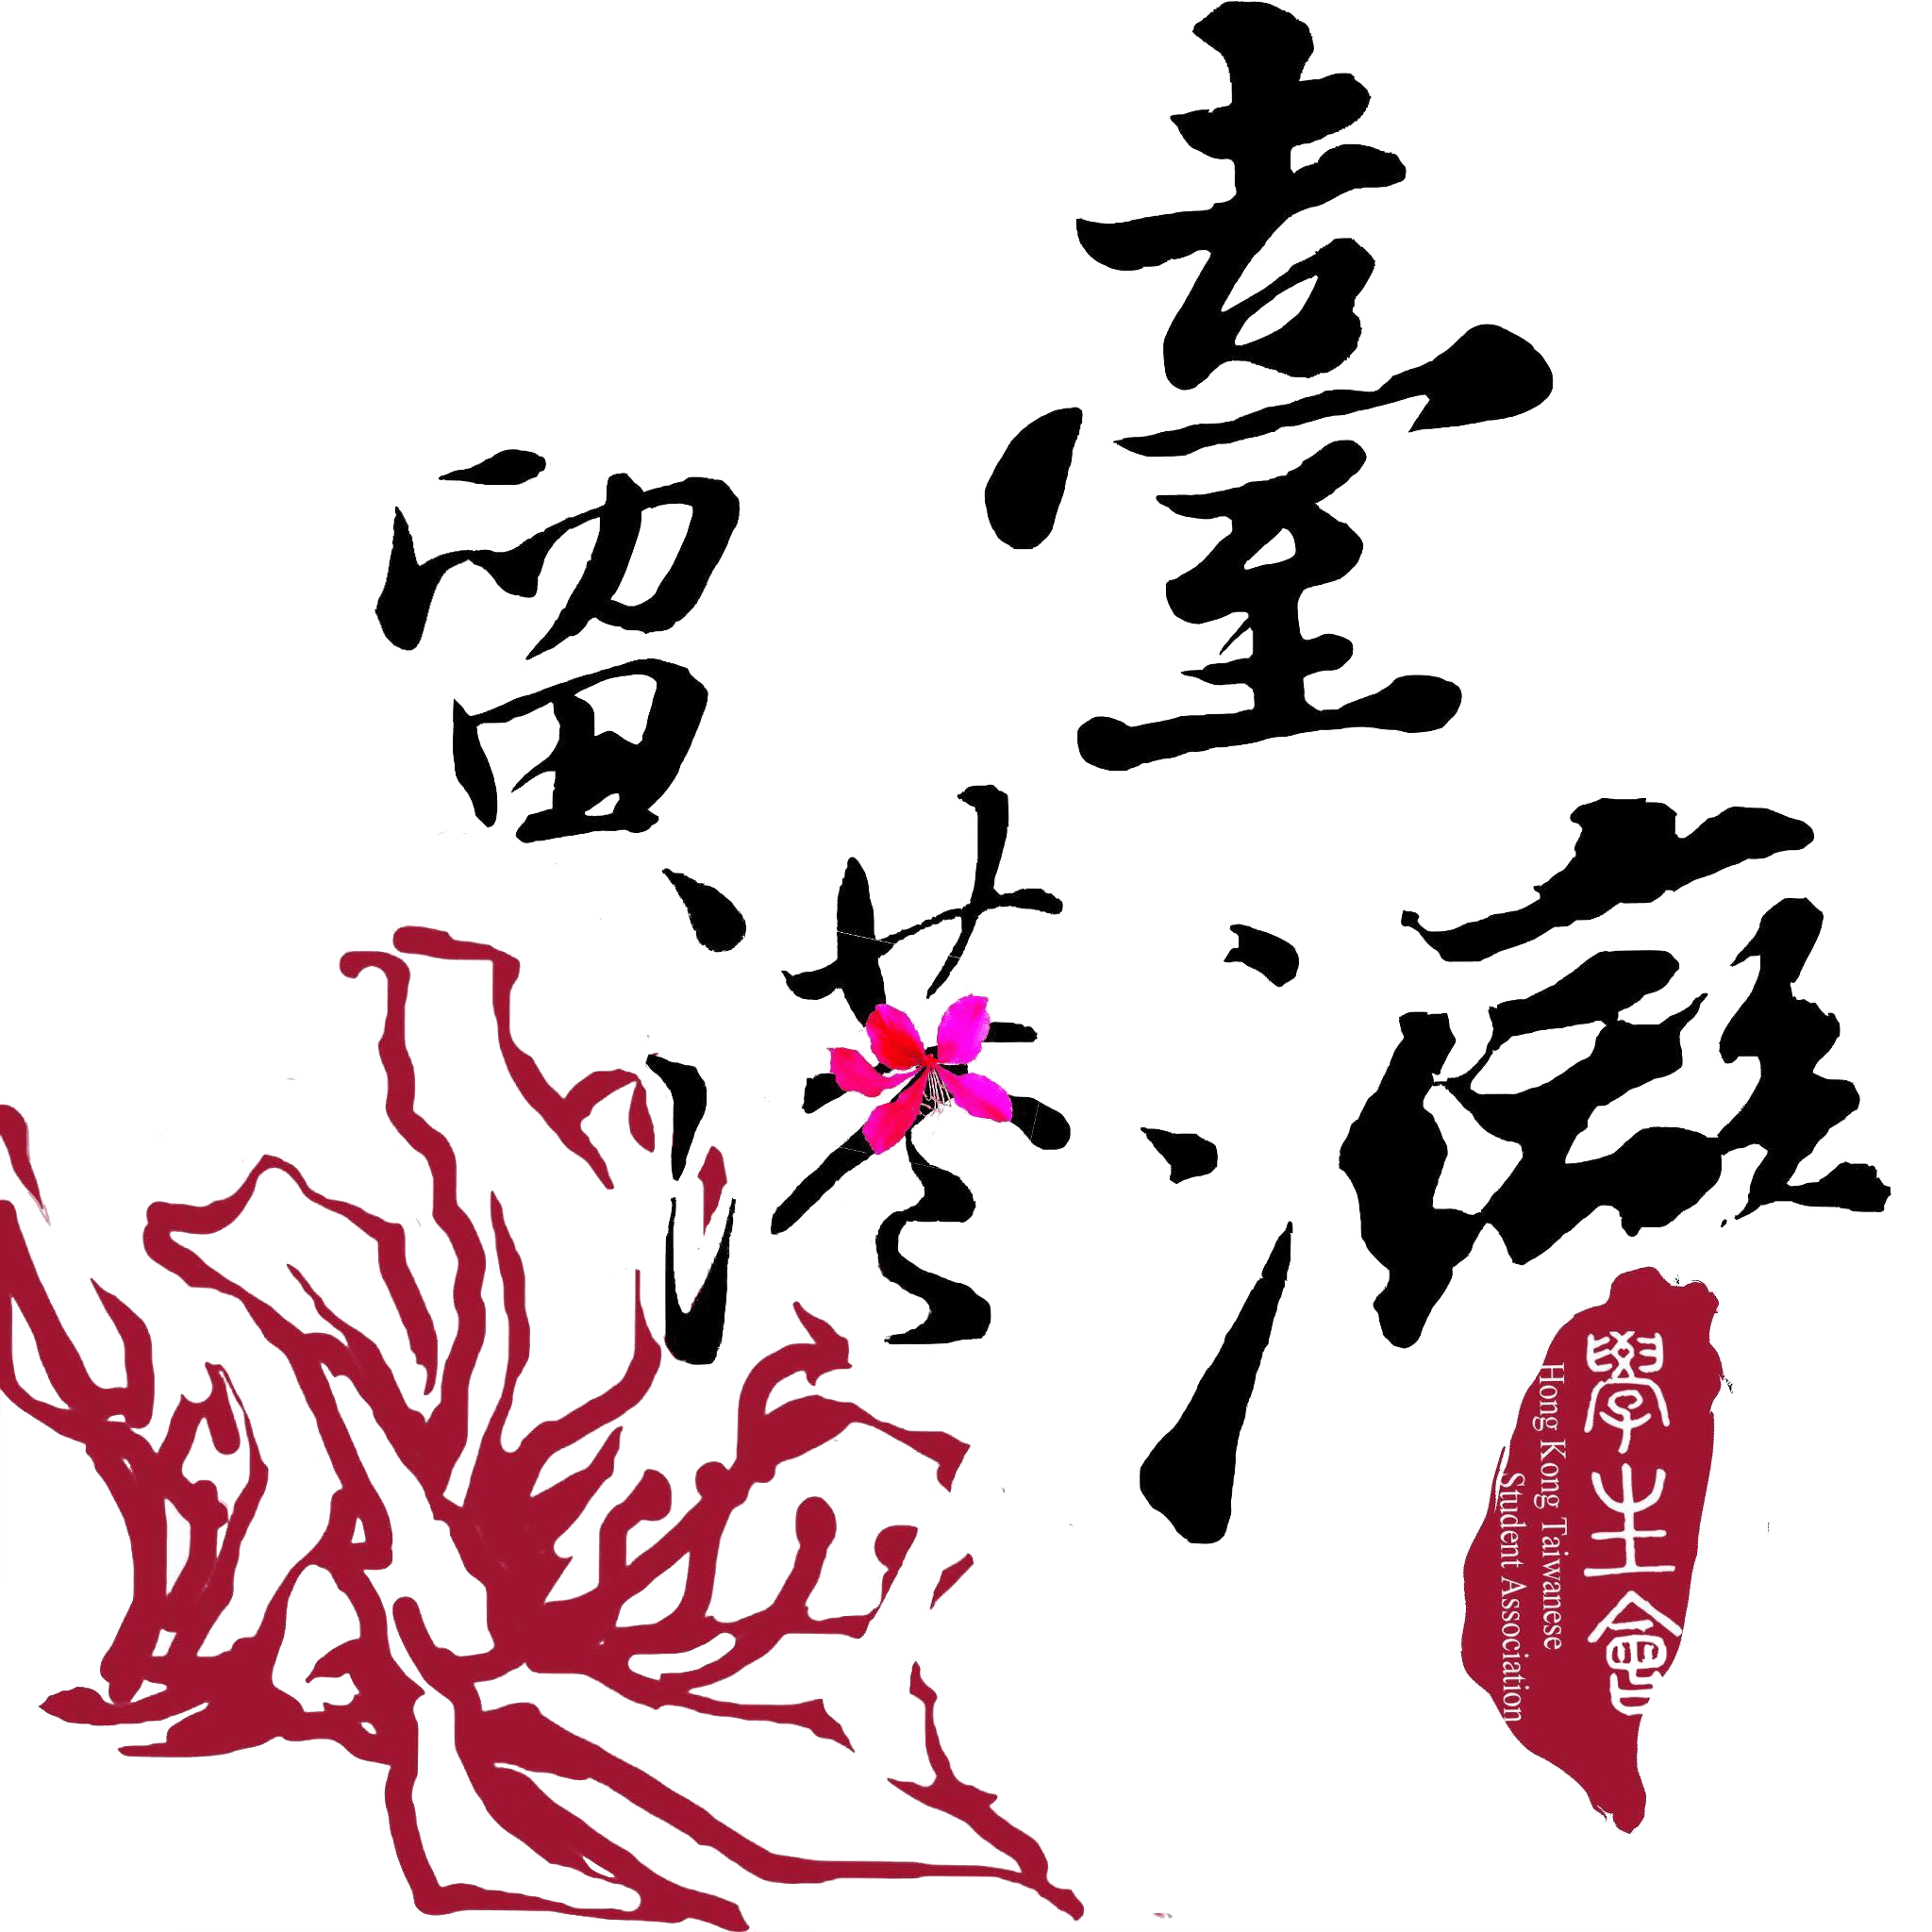 臺灣
留港
學生會
Hong Kong Taiwanese
Student Association